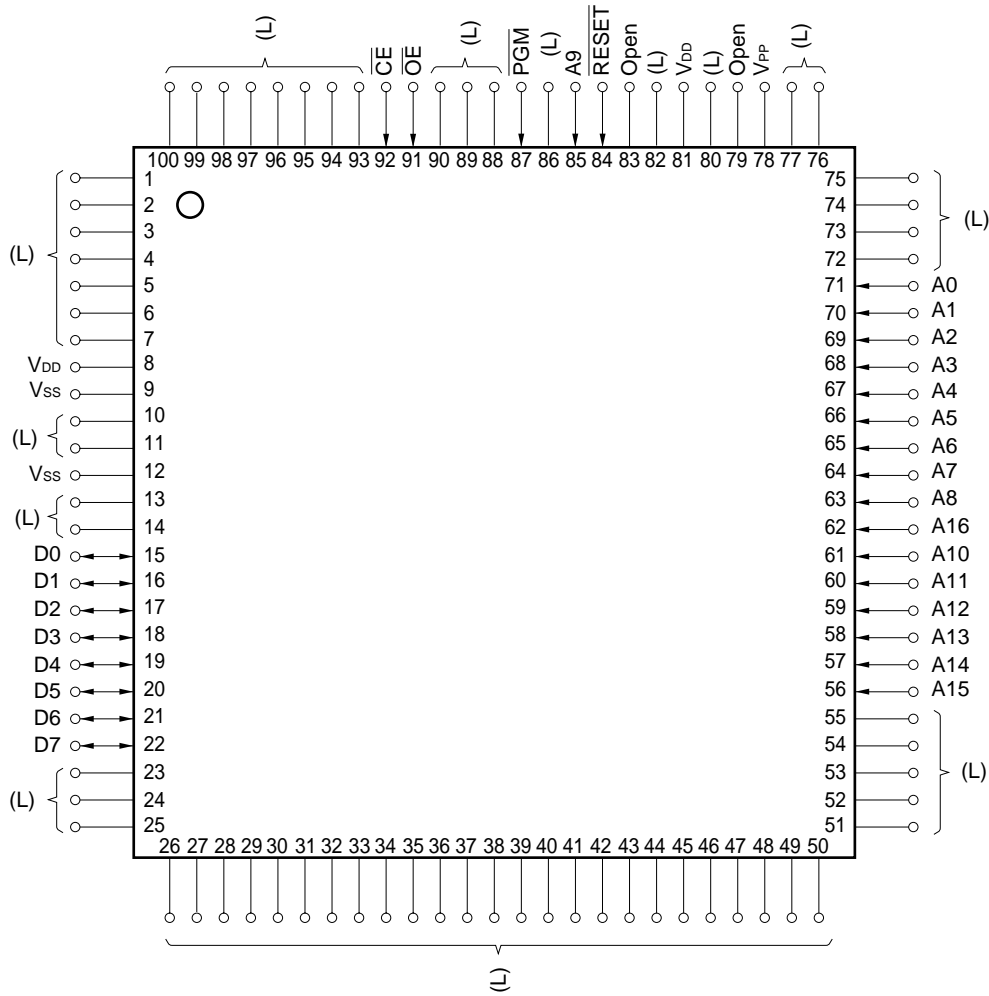 (L) C̅E̅ O̅E̅ (L) P̅G̅M̅ (L) A9 R̅E̅S̅E̅T̅ Open (L) VDD (L) Open VPP (L)
100 99 98 97 96 95 94 93 92 91 90 89 88 87 86 85 84 83 82 81 80 79 78 77 76
1 75
2 74
(L) 3 73 (L)
4 72
5 71 A0
6 70 A1
7 69 A2
VDD 8 68 A3
VSS 9 67 A4
(L) 10 66 A5
11 65 A6
VSS 12 64 A7
(L) 13 63 A8
14 62 A16
D0 15 61 A10
D1 16 60 A11
D2 17 59 A12
D3 18 58 A13
D4 19 57 A14
D5 20 56 A15
D6 21 55
D7 22 54
23 53 (L)
(L) 24 52
25 51
26 27 28 29 30 31 32 33 34 35 36 37 38 39 40 41 42 43 44 45 46 47 48 49 50
(L)